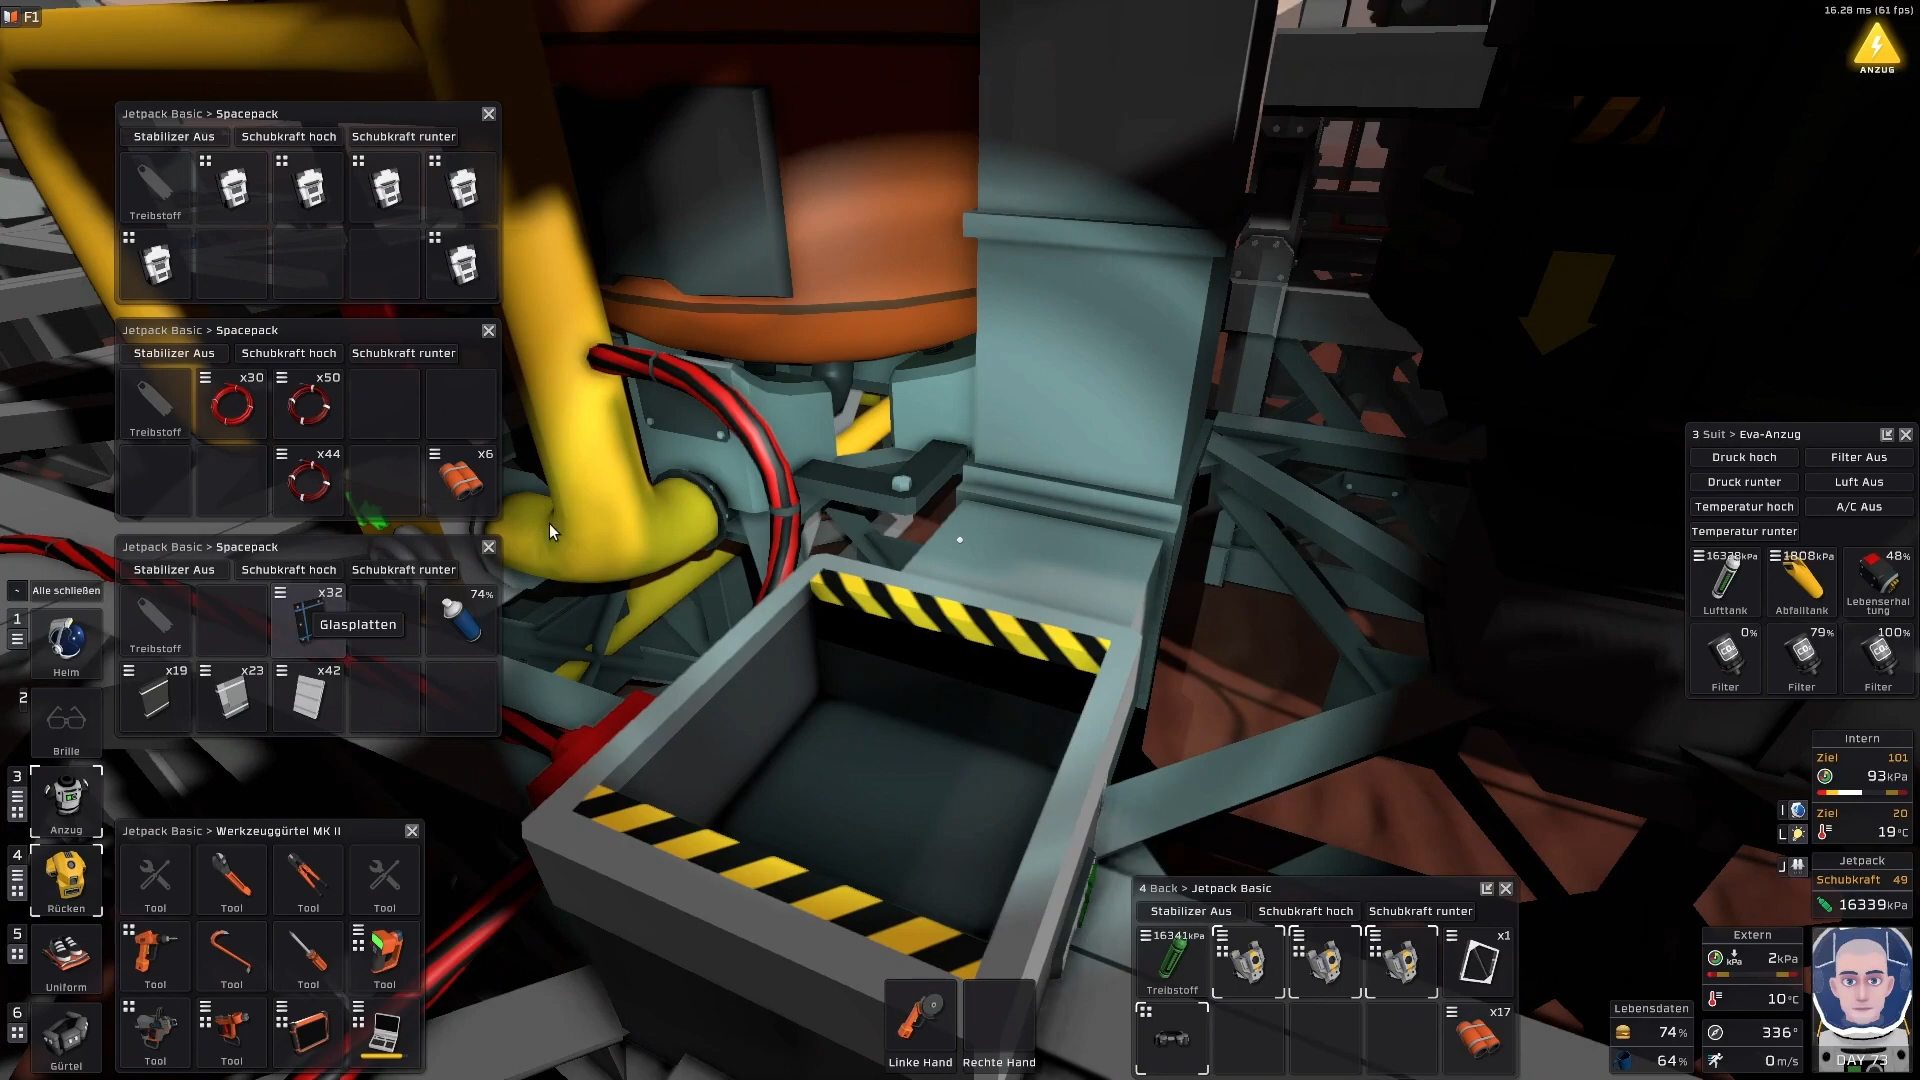 F1
16.28 ms (61 fps)
ANZUG
Jetpack Basic > Spacepack
Stabilizer Aus
Schubkraft hoch
Schubkraft runter
Treibstoff
Jetpack Basic > Spacepack
Stabilizer Aus
Schubkraft hoch
Schubkraft runter
x30
x50
Treibstoff
x44
x6
Jetpack Basic > Spacepack
Stabilizer Aus
Schubkraft hoch
Schubkraft runter
x32
74%
Glasplatten
Treibstoff
x19
x23
x42
~ Alle schließen
1
Helm
2
Brille
3
Anzug
4
Rücken
5
Uniform
6
Gürtel
Jetpack Basic > Werkzeuggürtel MK II
Tool
Tool
Tool
Tool
Tool
Tool
Tool
Tool
Tool
Tool
Tool
Tool
Linke Hand
Rechte Hand
4 Back > Jetpack Basic
Stabilizer Aus
Schubkraft hoch
Schubkraft runter
16341kPa
x1
Treibstoff
x17
3 Suit > Eva-Anzug
Druck hoch
Filter Aus
Druck runter
Luft Aus
Temperatur hoch
A/C Aus
Temperatur runter
16328kPa
1808kPa
48%
Lufttank
Abfalltank
Lebenserhaltung
0%
79%
100%
Filter
Filter
Filter
Intern
Ziel 101
93kPa
Ziel 20
19°C
I
L
J
Jetpack
Schubkraft 49
16339kPa
Extern
kPa 2kPa
10°C
336°
0m/s
Lebensdaten
74%
64%
DAY 73